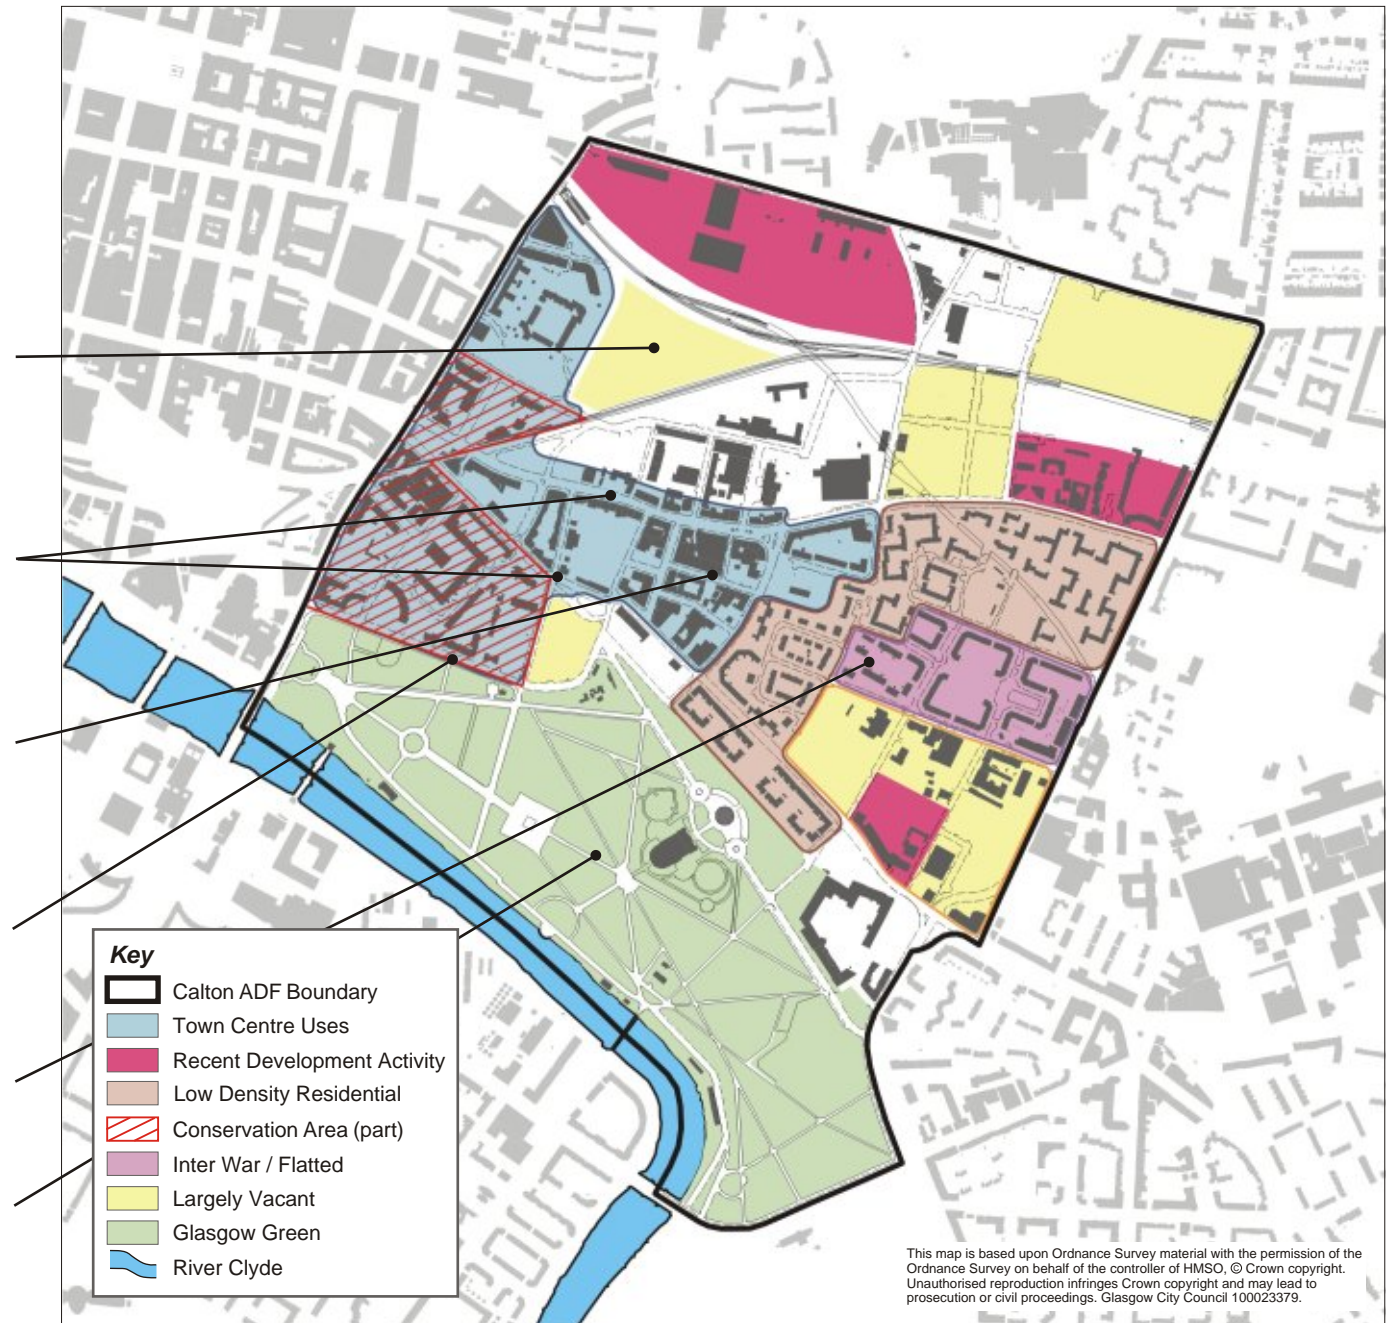 Key
Calton ADF Boundary
Town Centre Uses
Recent Development Activity
Low Density Residential
Conservation Area (part)
Inter War / Flatted
Largely Vacant
Glasgow Green
River Clyde
This map is based upon Ordnance Survey material with the permission of the
Ordnance Survey on behalf of the controller of HMSO, © Crown copyright.
Unauthorised reproduction infringes Crown copyright and may lead to
prosecution or civil proceedings. Glasgow City Council 100023379.